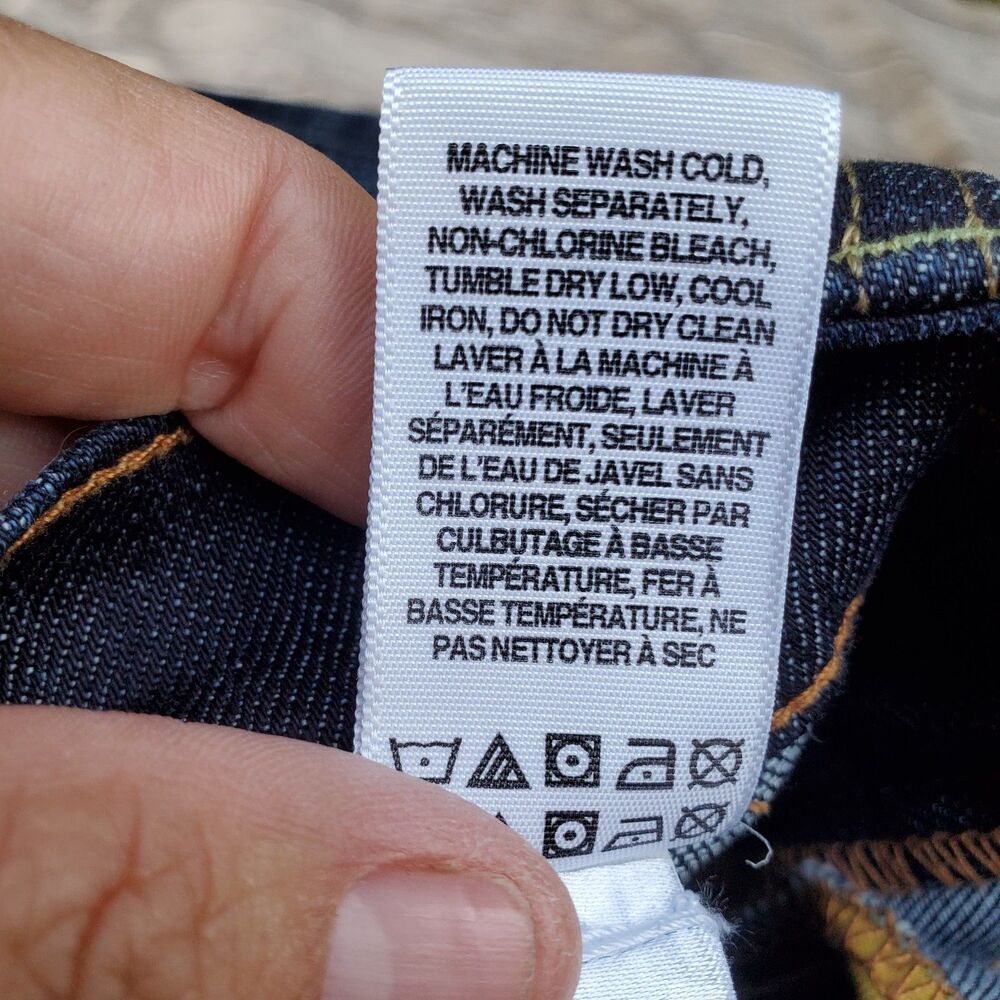 MACHINE WASH COLD,
WASH SEPARATELY,
NON-CHLORINE BLEACH,
TUMBLE DRY LOW, COOL
IRON, DO NOT DRY CLEAN
LAVER À LA MACHINE À
L'EAU FROIDE, LAVER
SÉPARÉMENT, SEULEMENT
DE L'EAU DE JAVEL SANS
CHLORURE, SÉCHER PAR
CULBUTAGE À BASSE
TEMPÉRATURE, FER À
BASSE TEMPÉRATURE, NE
PAS NETTOYER À SEC